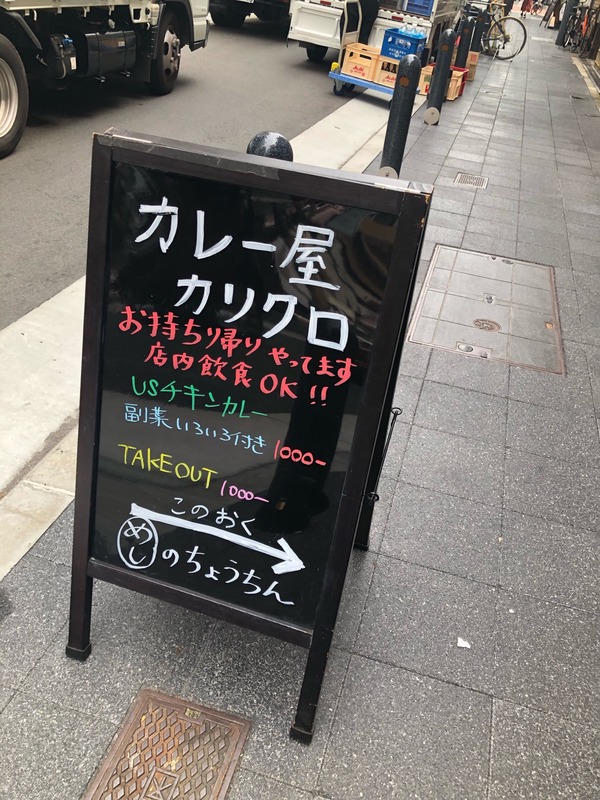 カレー屋
カリクロ
お持ち帰りやってます
店内飲食OK!!
USチキンカレー
副菜いろいろ付き 1000-
TAKEOUT 1000-
このおく
めしのちょうちん
Asahi